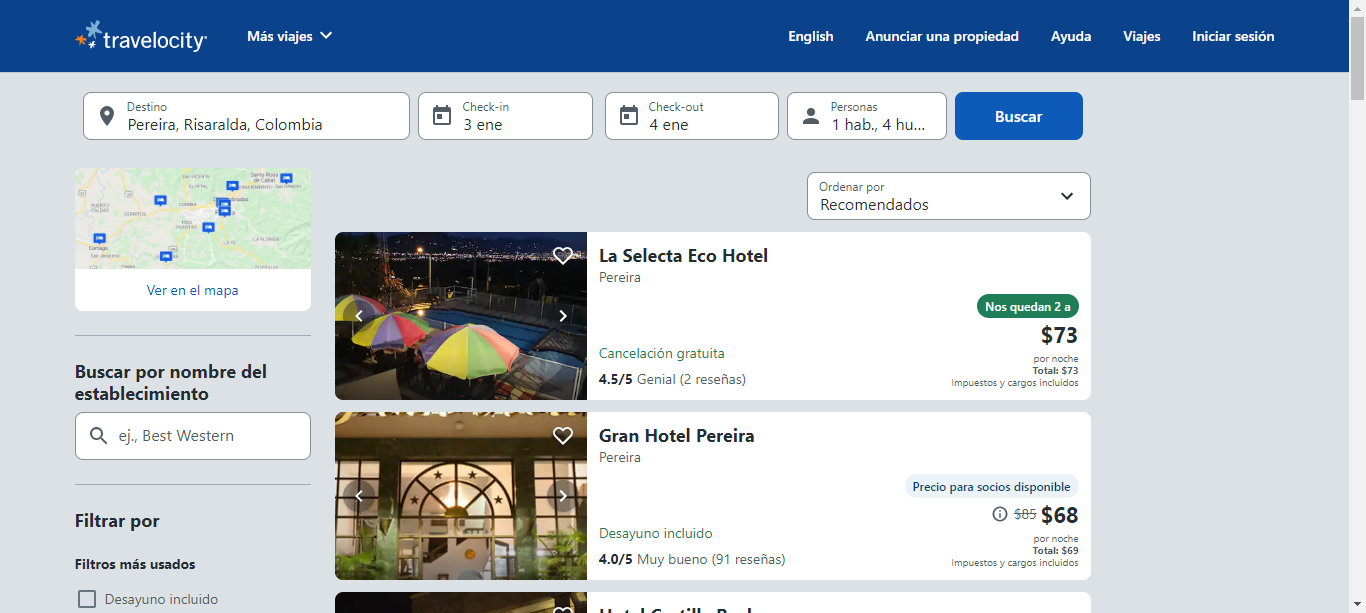 travelocity
Más viajes
English
Anunciar una propiedad
Ayuda
Viajes
Iniciar sesión
Destino
Pereira, Risaralda, Colombia
Check-in
3 ene
Check-out
4 ene
Personas
1 hab., 4 hu...
Buscar
Ver en el mapa
Buscar por nombre del
establecimiento
ej., Best Western
Filtrar por
Filtros más usados
Desayuno incluido
Ordenar por
Recomendados
La Selecta Eco Hotel
Pereira
Nos quedan 2 a
$73
por noche
Total: $73
Impuestos y cargos incluidos
Cancelación gratuita
4.5/5 Genial (2 reseñas)
Gran Hotel Pereira
Pereira
Precio para socios disponible
$85 $68
por noche
Total: $69
Impuestos y cargos incluidos
Desayuno incluido
4.0/5 Muy bueno (91 reseñas)